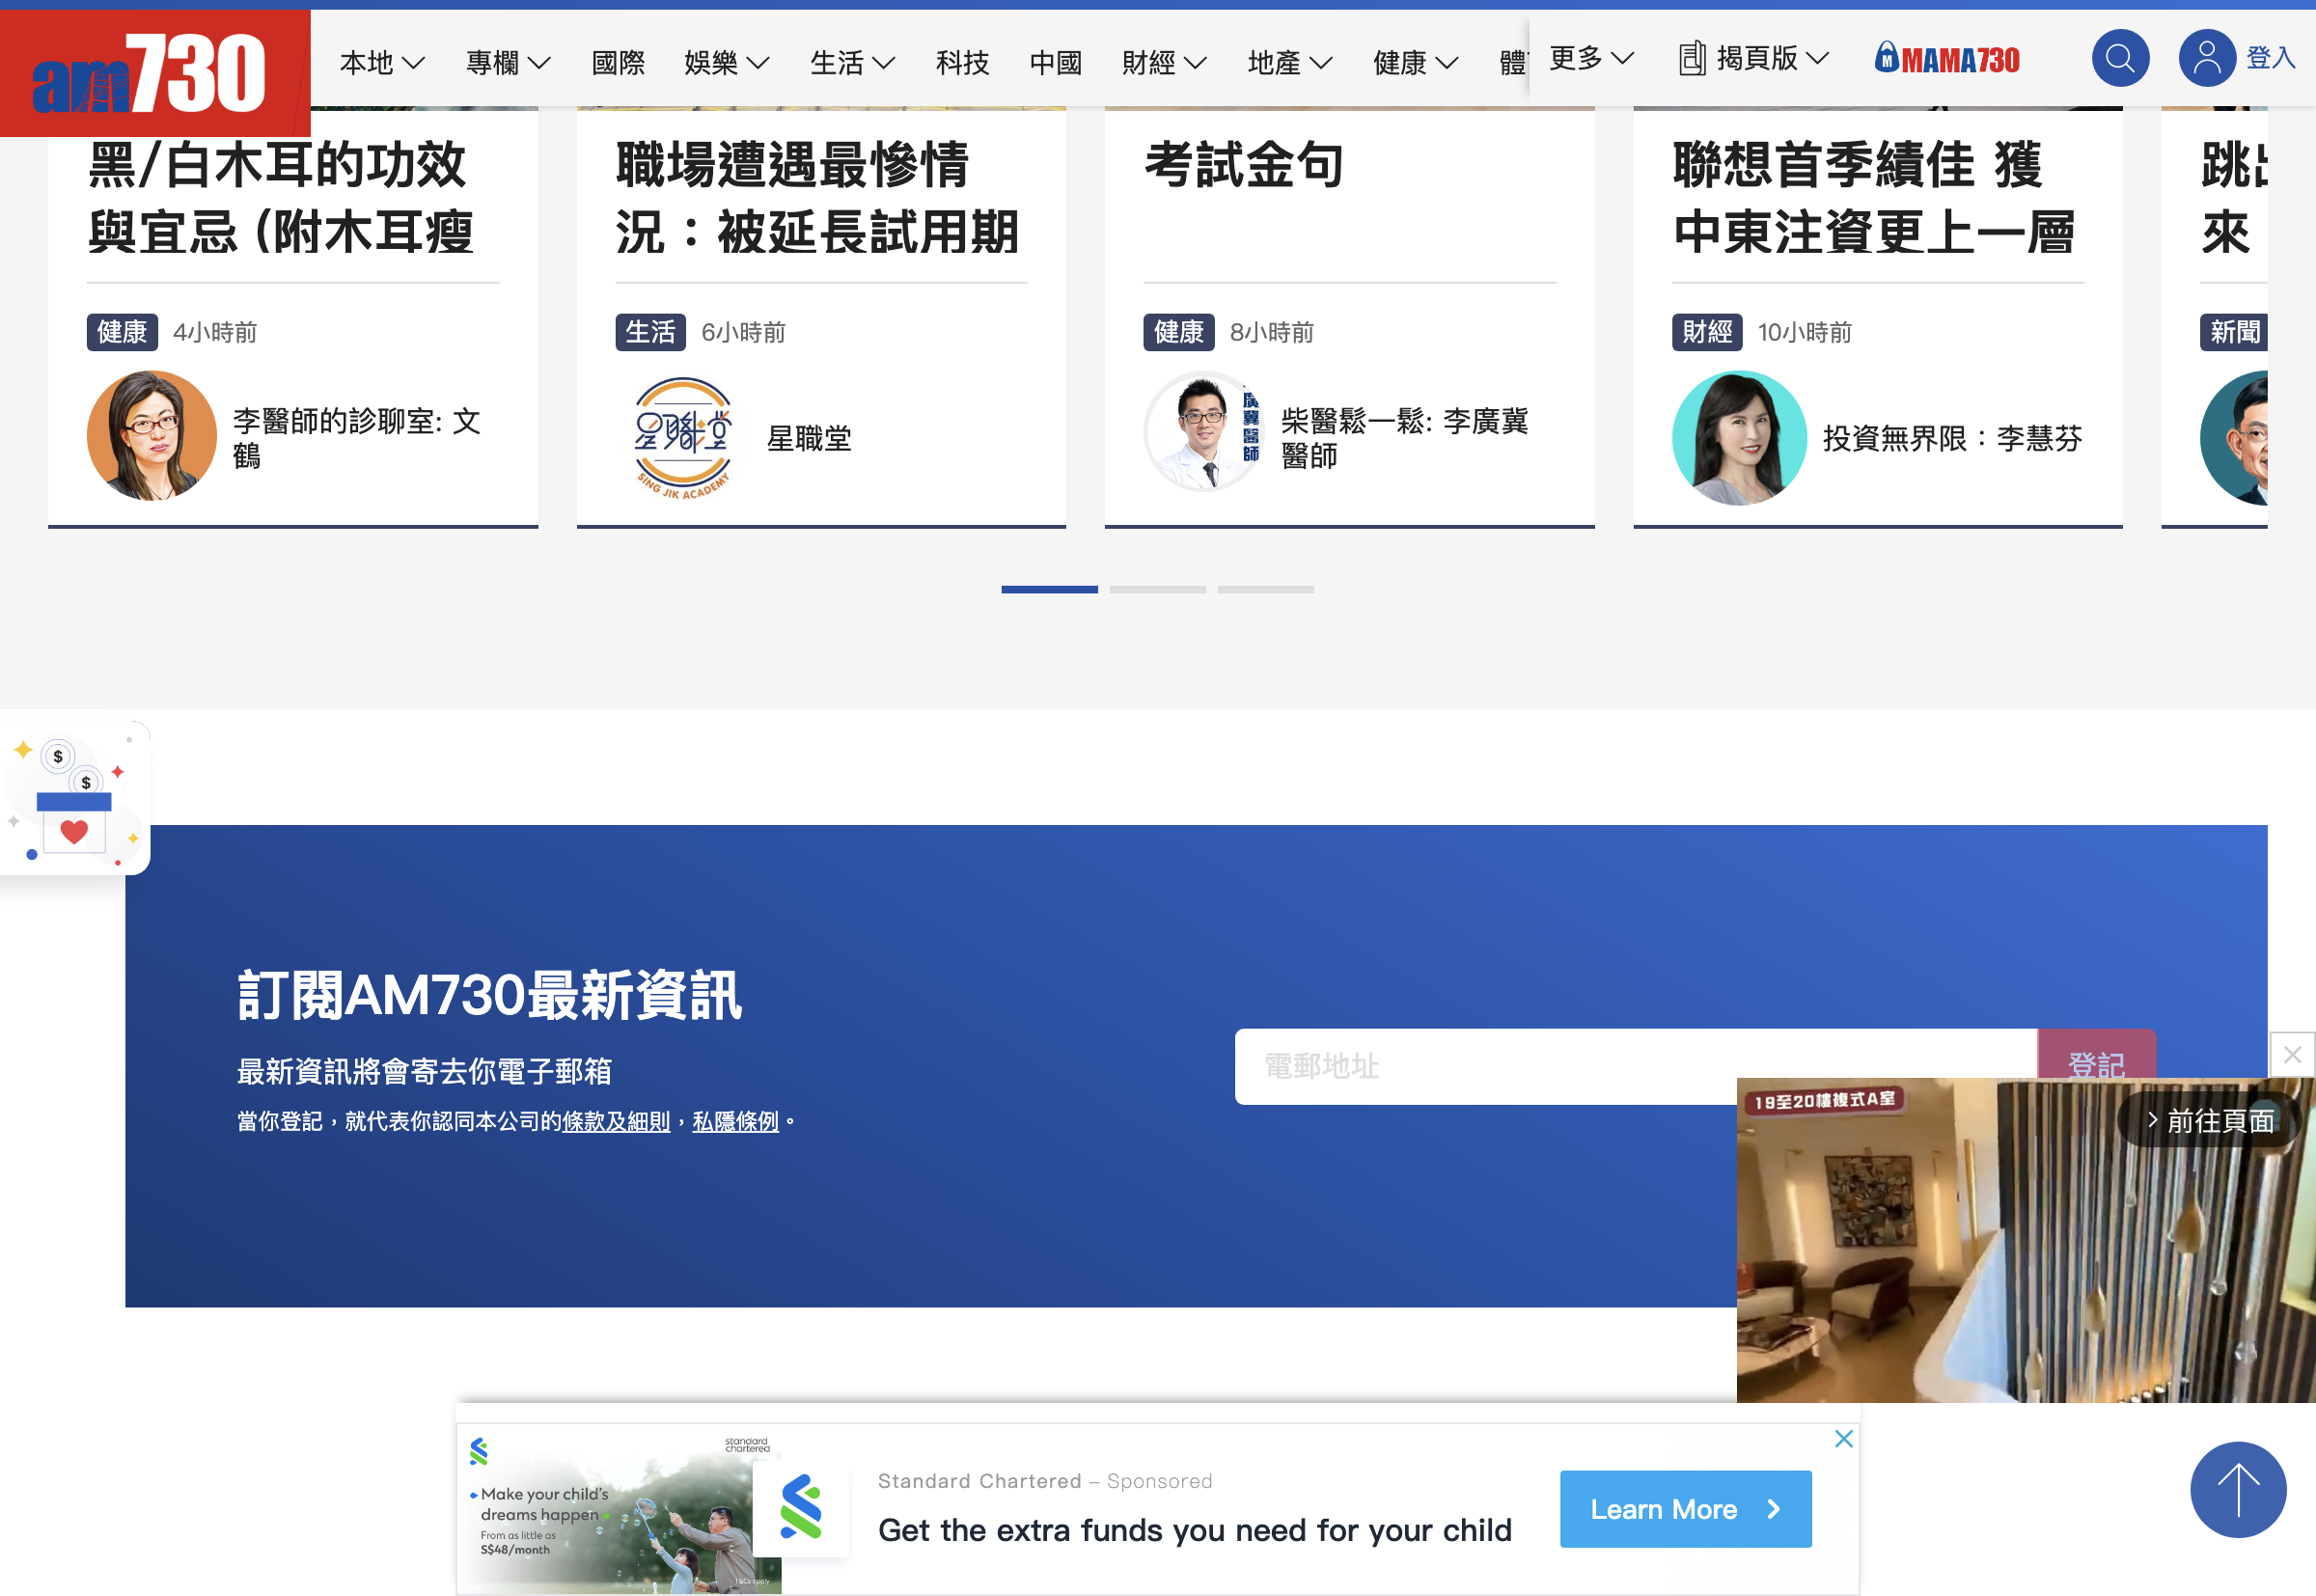 am730
本地
專欄
國際
娛樂
生活
科技
中國
財經
地產
健康
更多
揭頁版
MAMA730
登入
黑/白木耳的功效
與宜忌 (附木耳瘦
職場遭遇最慘情
況：被延長試用期
考試金句
聯想首季績佳 獲
中東注資更上一層
來
健康 4小時前
生活 6小時前
健康 8小時前
財經 10小時前
新聞
李醫師的診聊室: 文
鶴
星職堂
SING JIK ACADEMY
廣冀醫師
柴醫鬆一鬆: 李廣冀
醫師
投資無界限：李慧芬
訂閱AM730最新資訊
最新資訊將會寄去你電子郵箱
當你登記，就代表你認同本公司的條款及細則，私隱條例。
電郵地址
登記
19至20樓複式A室
前往頁面
standard
chartered
Make your child's
dreams happen
From as little as
S$48/month
T&Cs apply
Standard Chartered – Sponsored
Get the extra funds you need for your child
Learn More